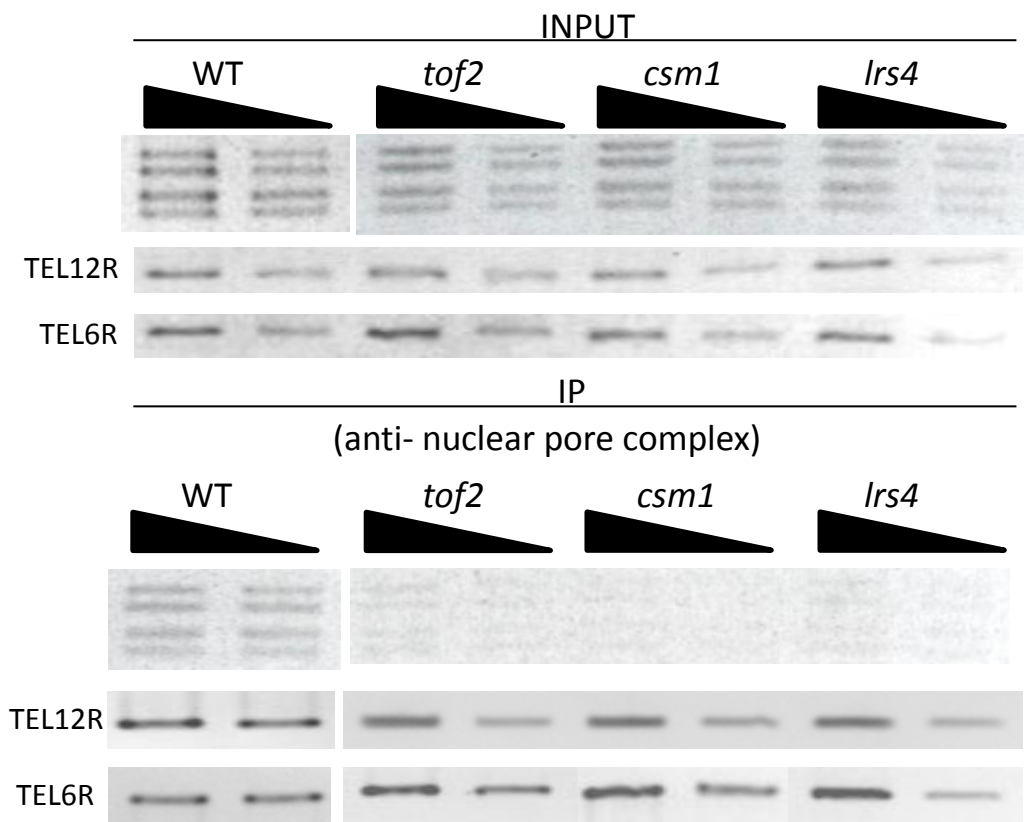 INPUT
WT tof2 csm1 lrs4
TEL12R
TEL6R
IP
(anti- nuclear pore complex)
WT tof2 csm1 lrs4
TEL12R
TEL6R